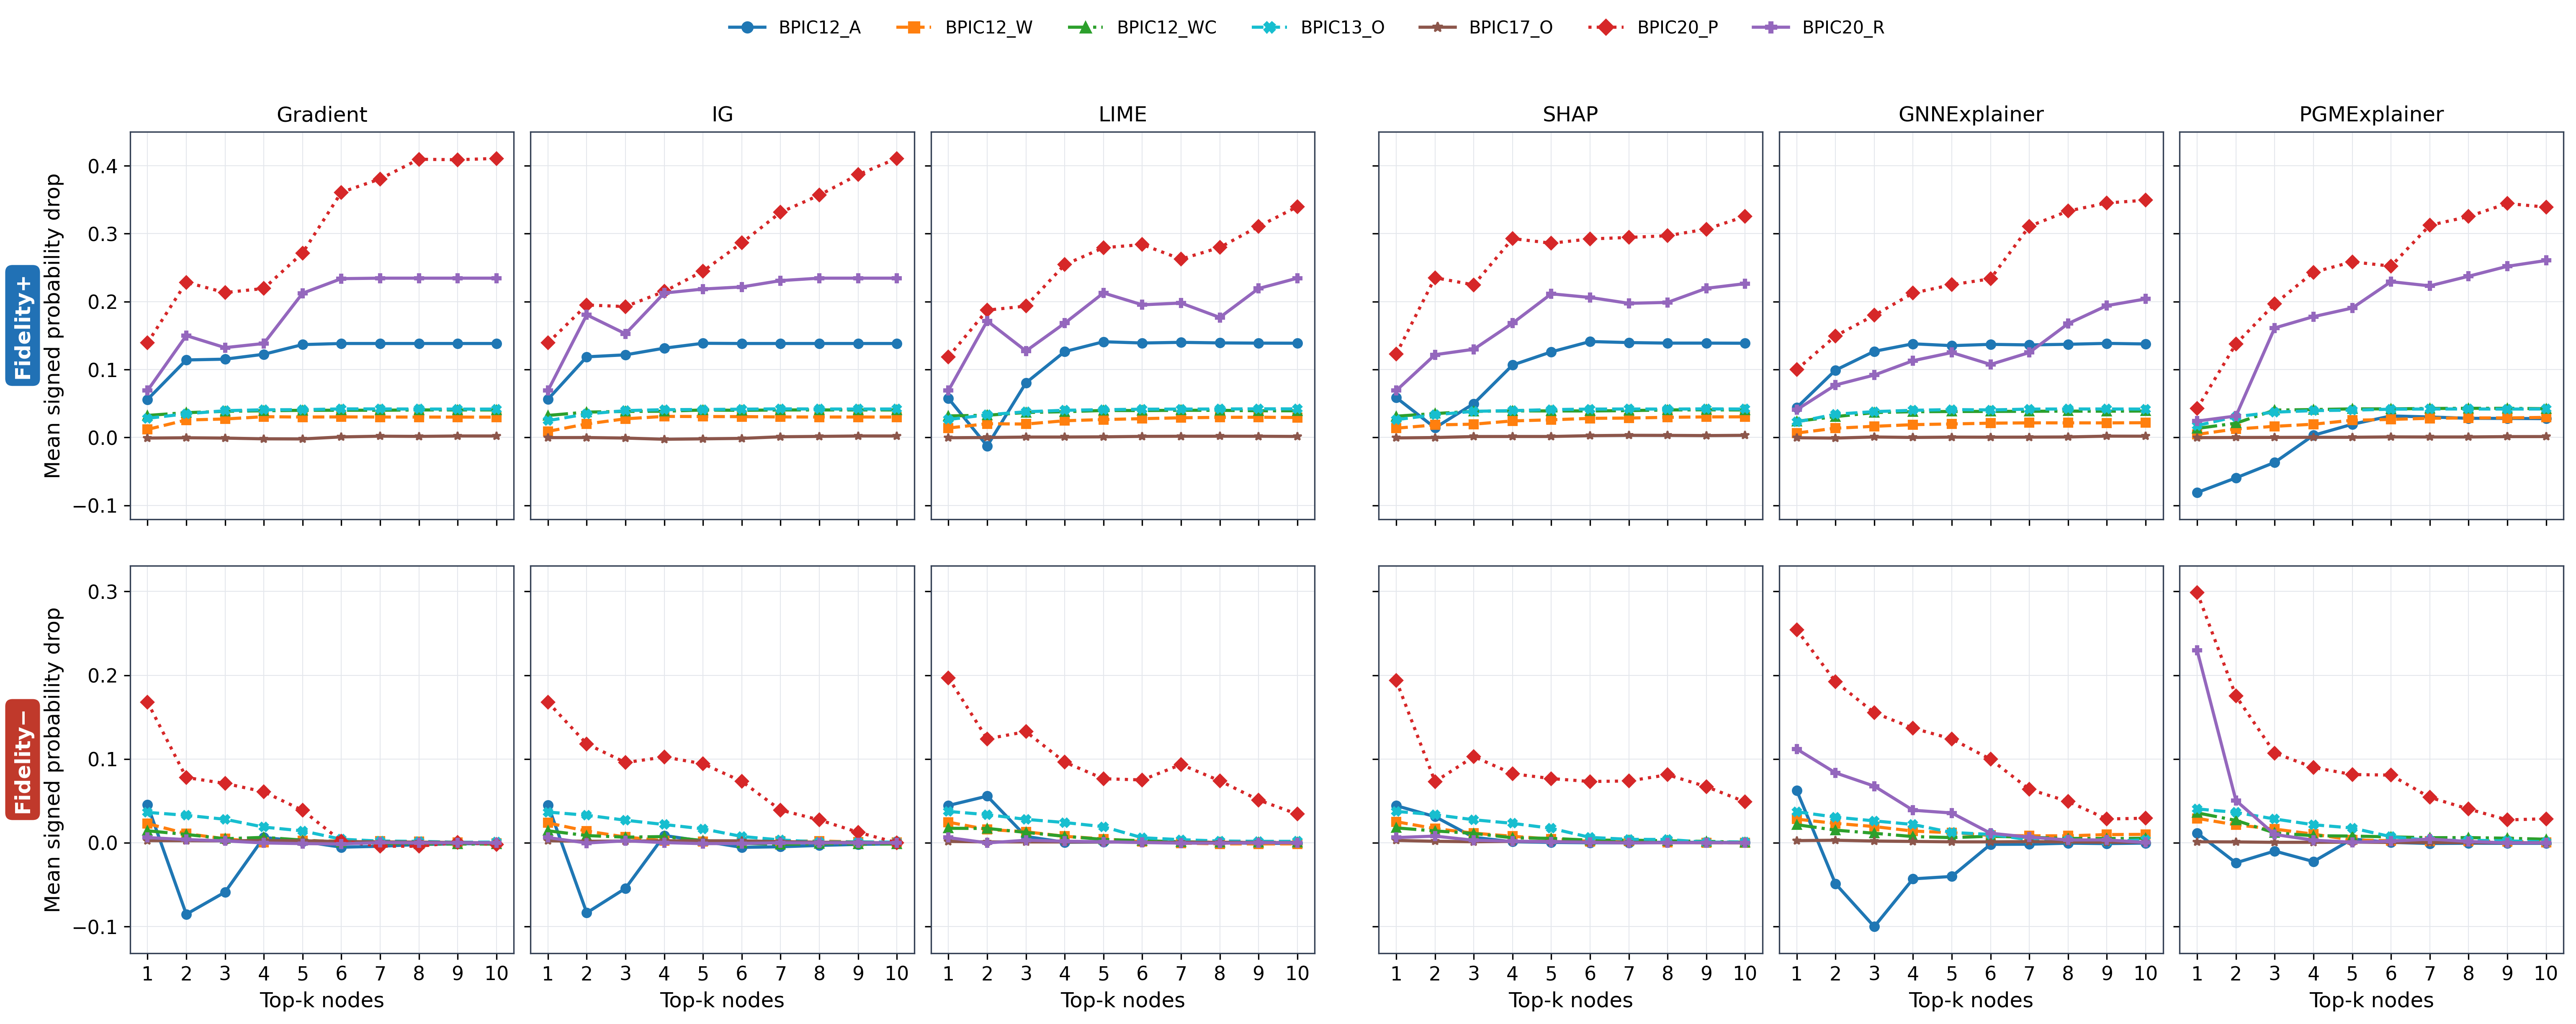 BPIC12_A BPIC12_W BPIC12_WC BPIC13_O BPIC17_O BPIC20_P BPIC20_R
Gradient IG LIME SHAP GNNExplainer PGMExplainer
Fidelity+
Mean signed probability drop
0.4
0.3
0.2
0.1
0.0
−0.1
Fidelity−
Mean signed probability drop
0.3
0.2
0.1
0.0
−0.1
1 2 3 4 5 6 7 8 9 10 1 2 3 4 5 6 7 8 9 10 1 2 3 4 5 6 7 8 9 10 1 2 3 4 5 6 7 8 9 10 1 2 3 4 5 6 7 8 9 10 1 2 3 4 5 6 7 8 9 10
Top-k nodes Top-k nodes Top-k nodes Top-k nodes Top-k nodes Top-k nodes